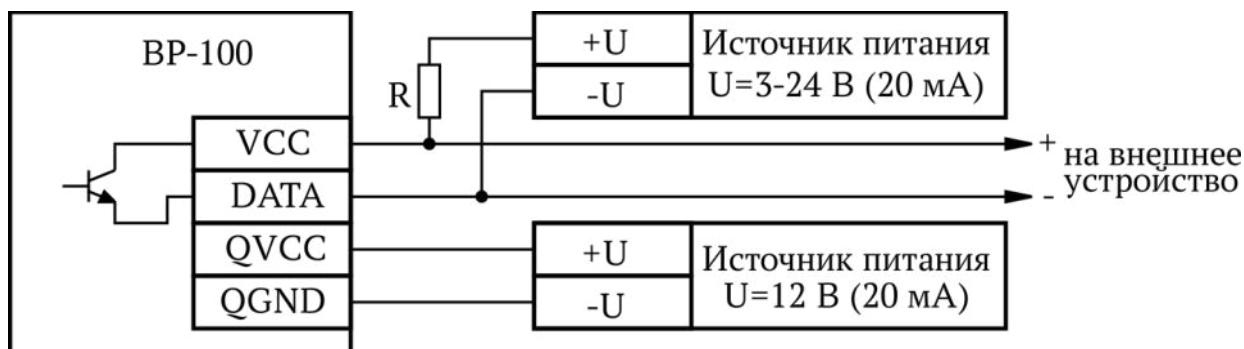 BP-100
R
VCC
DATA
QVCC
QGND
+U
-U
Источник питания
U=3-24 В (20 мА)
+
-
на внешнее
устройство
+U
-U
Источник питания
U=12 В (20 мА)